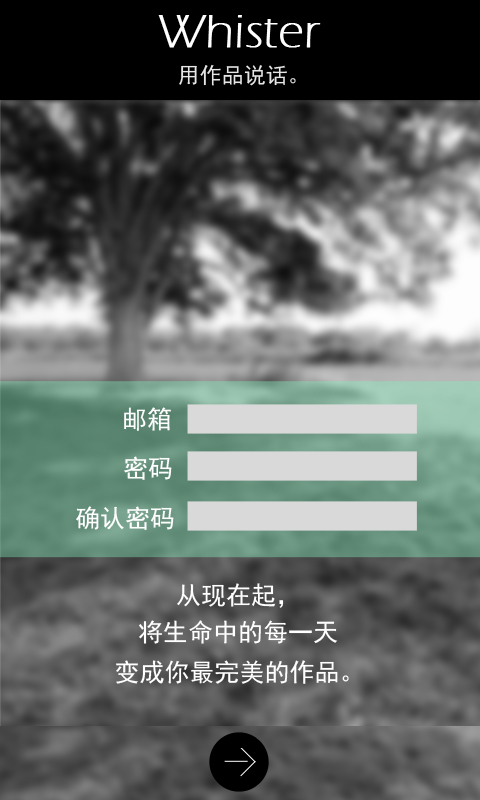 Whister
用作品说话。
邮箱
密码
确认密码
从现在起，
将生命中的每一天
变成你最完美的作品。